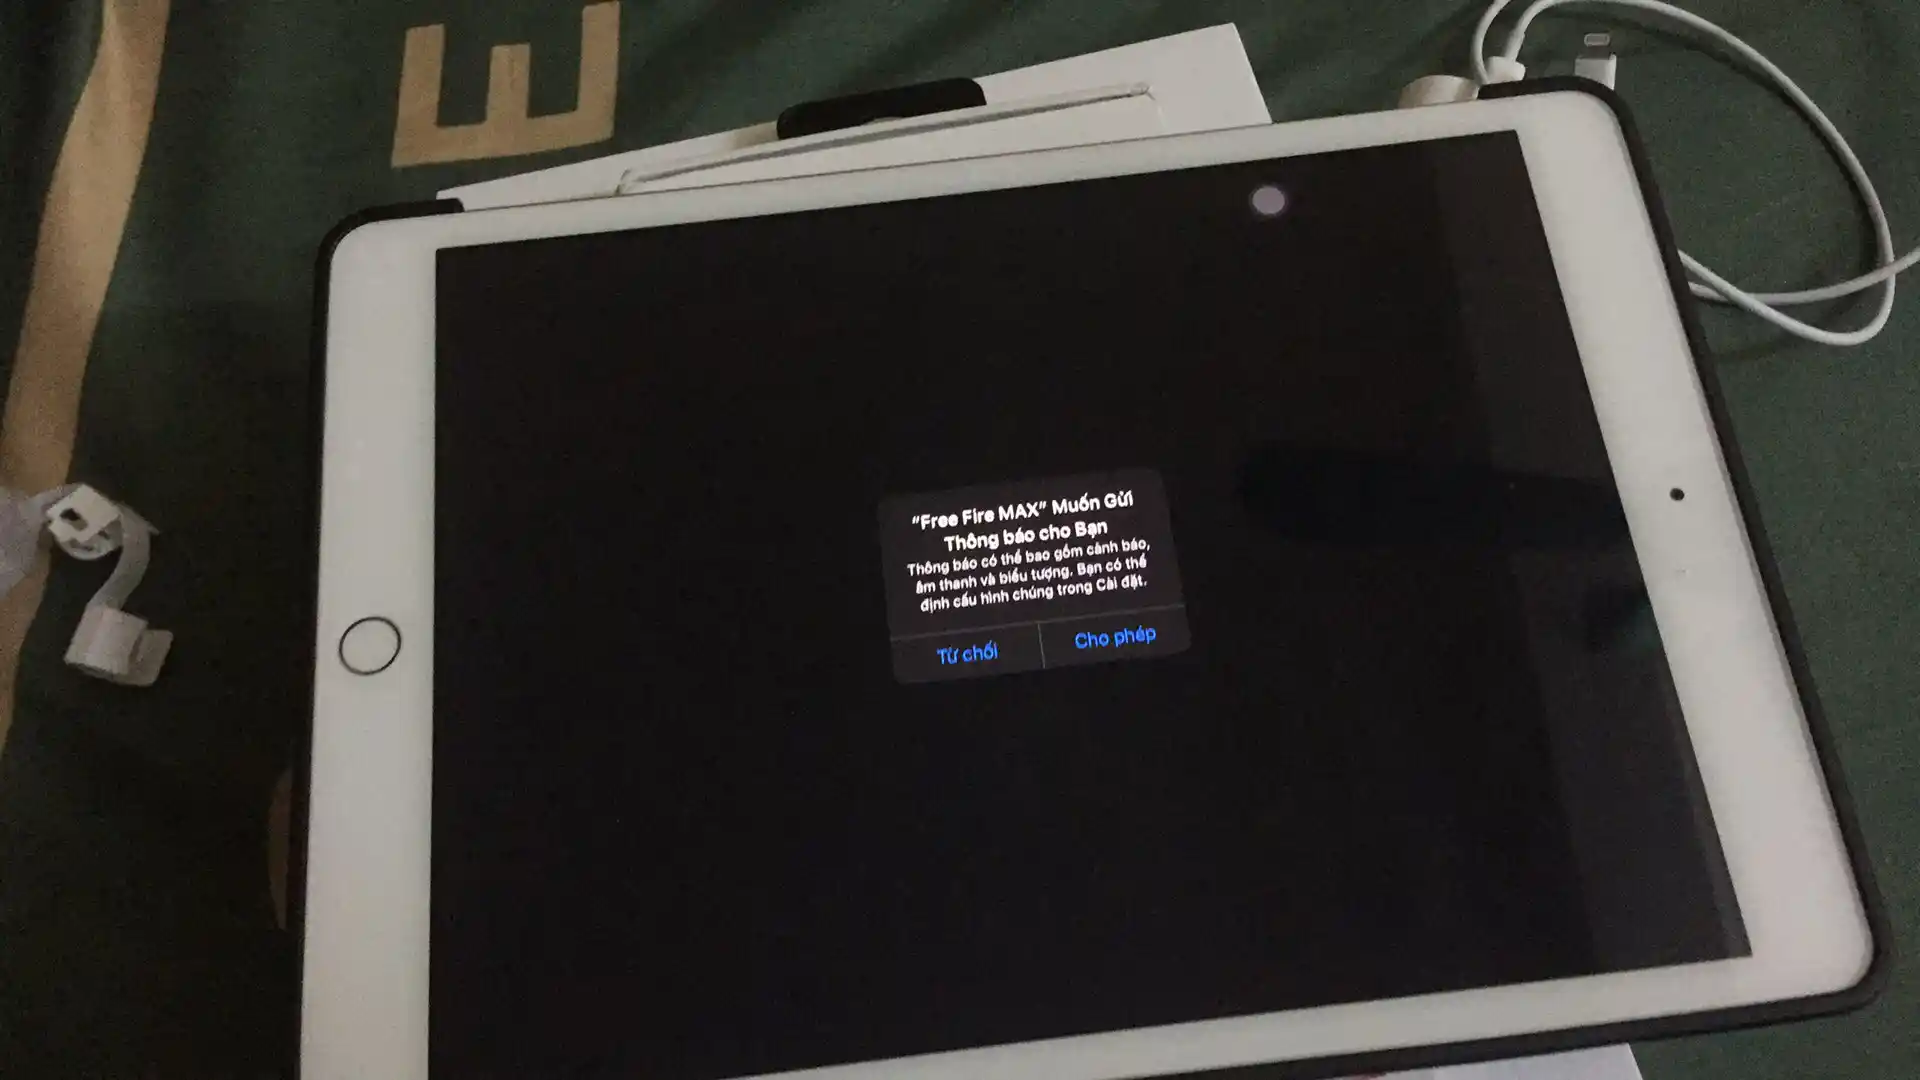 E
“Free Fire MAX” Muốn Gửi
Thông báo cho Bạn
Thông báo có thể bao gồm cảnh báo,
âm thanh và biểu tượng. Bạn có thể
định cấu hình chúng trong Cài đặt.
Từ chối
Cho phép